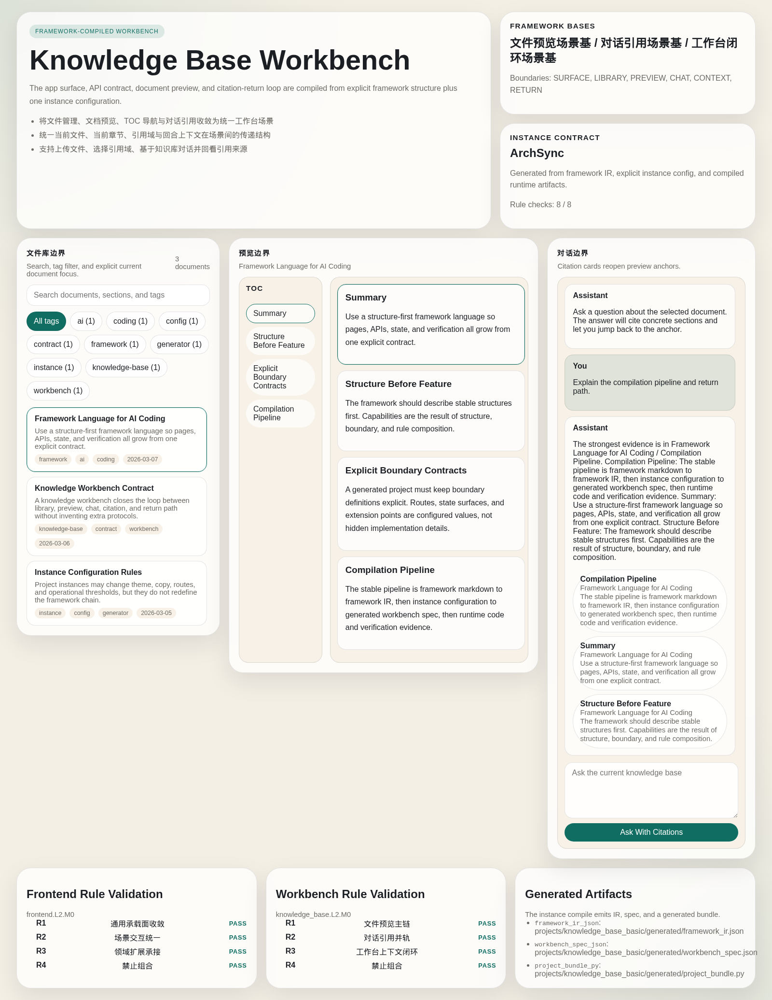 FRAMEWORK-COMPILED WORKBENCH
Knowledge Base Workbench
The app surface, API contract, document preview, and citation-return loop are compiled from explicit framework structure plus
one instance configuration.
• 将文件管理、文档预览、TOC 导航与对话引用收敛为统一工作台场景
• 统一当前文件、当前章节、引用域与回合上下文在场景间的传递结构
• 支持上传文件、选择引用域、基于知识库对话并回看引用来源
FRAMEWORK BASES
文件预览场景基 / 对话引用场景基 / 工作台闭
环场景基
Boundaries: SURFACE, LIBRARY, PREVIEW, CHAT, CONTEXT,
RETURN
INSTANCE CONTRACT
ArchSync
Generated from framework IR, explicit instance config, and compiled
runtime artifacts.
Rule checks: 8 / 8
文件库边界
Search, tag filter, and explicit current
document focus.
3
documents
Search documents, sections, and tags
All tags
ai (1)
coding (1)
config (1)
contract (1)
framework (1)
generator (1)
instance (1)
knowledge-base (1)
workbench (1)
Framework Language for AI Coding
Use a structure-first framework language so pages,
APIs, state, and verification all grow from one
explicit contract.
framework ai coding 2026-03-07
Knowledge Workbench Contract
A knowledge workbench closes the loop between
library, preview, chat, citation, and return path
without inventing extra protocols.
knowledge-base contract workbench
2026-03-06
Instance Configuration Rules
Project instances may change theme, copy, routes,
and operational thresholds, but they do not redefine
the framework chain.
instance config generator 2026-03-05
预览边界
Framework Language for AI Coding
TOC
Summary
Structure
Before Feature
Explicit
Boundary
Contracts
Compilation
Pipeline
Summary
Use a structure-first framework language so
pages, APIs, state, and verification all grow from
one explicit contract.
Structure Before Feature
The framework should describe stable structures
first. Capabilities are the result of structure,
boundary, and rule composition.
Explicit Boundary Contracts
A generated project must keep boundary
definitions explicit. Routes, state surfaces, and
extension points are configured values, not
hidden implementation details.
Compilation Pipeline
The stable pipeline is framework markdown to
framework IR, then instance configuration to
generated workbench spec, then runtime code
and verification evidence.
对话边界
Citation cards reopen preview anchors.
Assistant
Ask a question about the selected document.
The answer will cite concrete sections and
let you jump back to the anchor.
You
Explain the compilation pipeline and return
path.
Assistant
The strongest evidence is in Framework
Language for AI Coding / Compilation
Pipeline. Compilation Pipeline: The stable
pipeline is framework markdown to
framework IR, then instance configuration to
generated workbench spec, then runtime
code and verification evidence. Summary:
Use a structure-first framework language so
pages, APIs, state, and verification all grow
from one explicit contract. Structure Before
Feature: The framework should describe
stable structures first. Capabilities are the
result of structure, boundary, and rule
composition.
Compilation Pipeline
Framework Language for AI Coding
The stable pipeline is framework markdown
to framework IR, then instance configuration
to generated workbench spec, then runtime
code and verification evidence.
Summary
Framework Language for AI Coding
Use a structure-first framework language so
pages, APIs, state, and verification all grow
from one explicit contract.
Structure Before Feature
Framework Language for AI Coding
The framework should describe stable
structures first. Capabilities are the result of
structure, boundary, and rule composition.
Ask the current knowledge base
Ask With Citations
Frontend Rule Validation
frontend.L2.M0
R1 通用承载面收敛 PASS
R2 场景交互统一 PASS
R3 领域扩展承接 PASS
R4 禁止组合 PASS
Workbench Rule Validation
knowledge_base.L2.M0
R1 文件预览主链 PASS
R2 对话引用并轨 PASS
R3 工作台上下文闭环 PASS
R4 禁止组合 PASS
Generated Artifacts
The instance compile emits IR, spec, and a generated bundle.
• framework_ir_json:
projects/knowledge_base_basic/generated/framework_ir.json
• workbench_spec_json:
projects/knowledge_base_basic/generated/workbench_spec.json
• project_bundle_py:
projects/knowledge_base_basic/generated/project_bundle.py